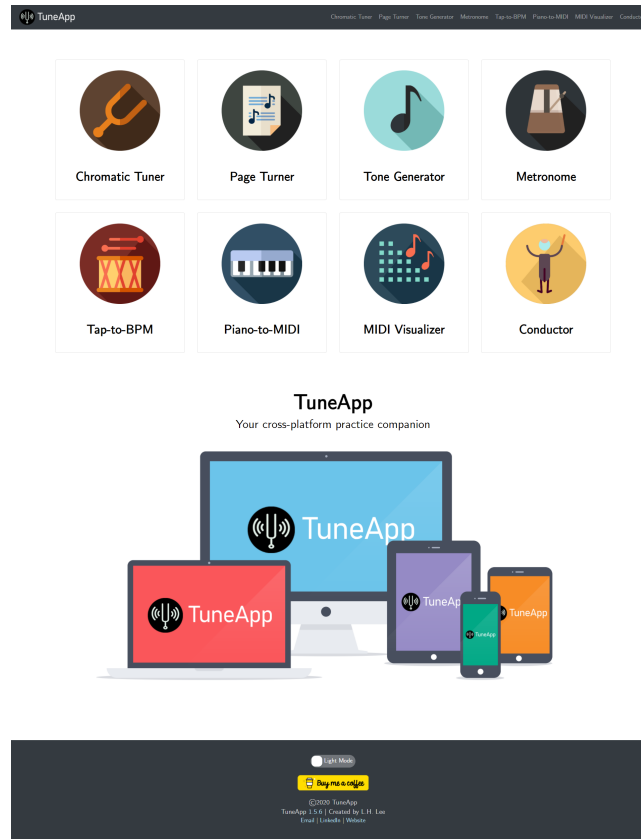 TuneApp
Chromatic Tuner Page Turner Tone Generator Metronome Tap-to-BPM Piano-to-MIDI MIDI Visualizer
Chromatic Tuner Page Turner Tone Generator Metronome
Tap-to-BPM Piano-to-MIDI MIDI Visualizer Conductor
TuneApp
Your cross-platform practice companion
TuneApp
TuneApp
TuneApp
TuneApp
TuneApp
Light Mode
Buy me a coffee
©2020 TuneApp
TuneApp 1.5.6 | Created by L.H. Lee
Email | LinkedIn | Website